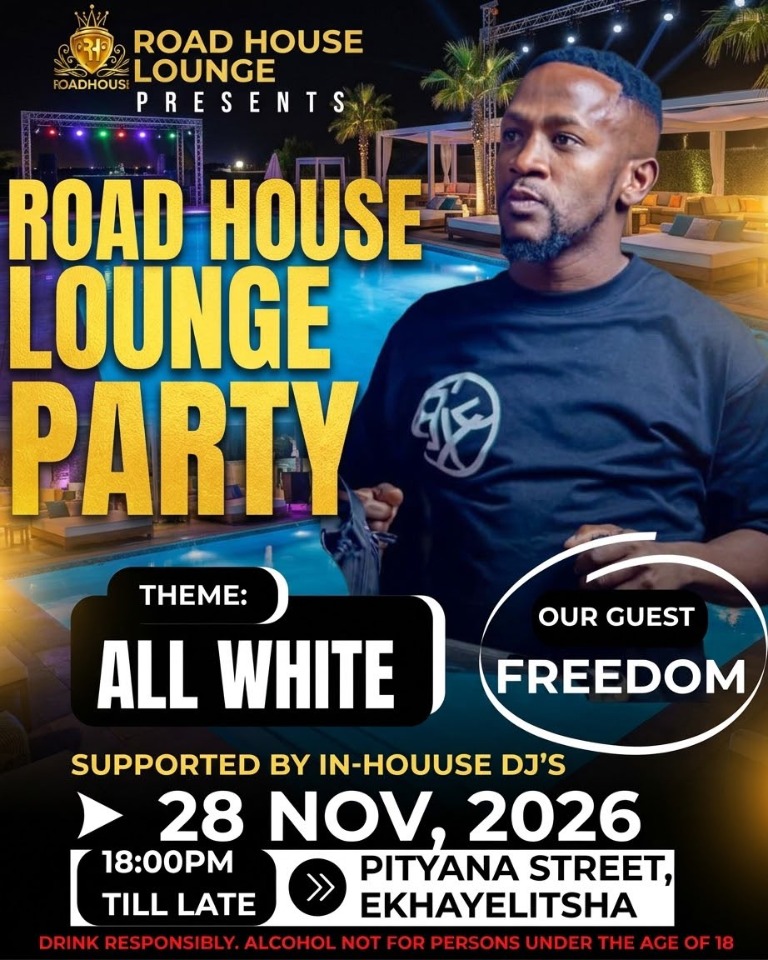 RH
ROADHOUSE
ROAD HOUSE
LOUNGE
PRESENTS
ROAD HOUSE
LOUNGE
PARTY
THEME:
ALL WHITE
OUR GUEST
FREEDOM
SUPPORTED BY IN-HOUUSE DJ'S
28 NOV, 2026
18:00PM
TILL LATE
PITYANA STREET,
EKHAYELITSHA
DRINK RESPONSIBLY. ALCOHOL NOT FOR PERSONS UNDER THE AGE OF 18